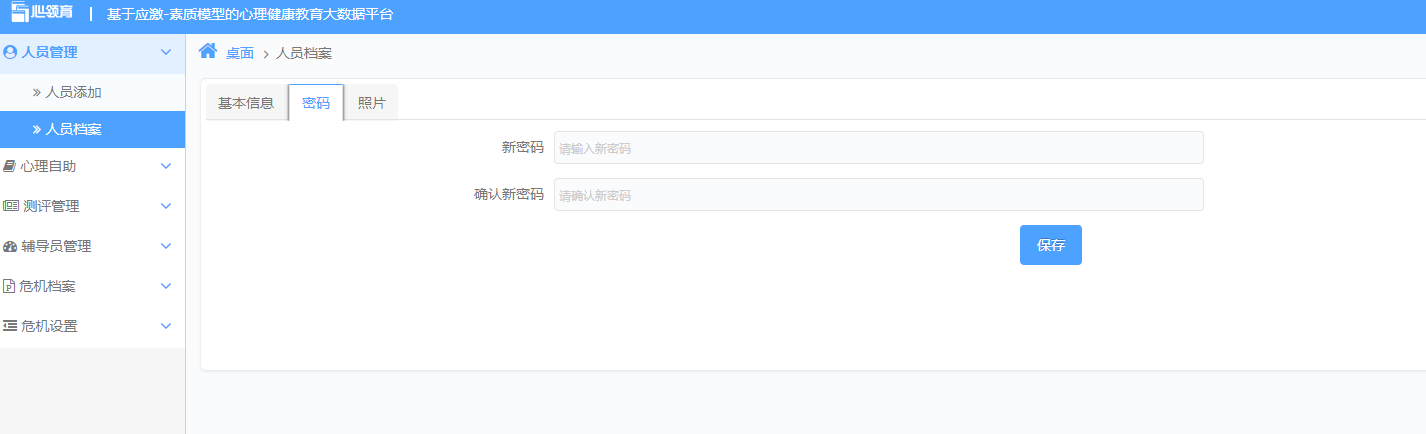 心领育 | 基于应激-素质模型的心理健康教育大数据平台
人员管理
人员添加
人员档案
心理自助
测评管理
辅导员管理
危机档案
危机设置
桌面 > 人员档案
基本信息 密码 照片
新密码 请输入新密码
确认新密码 请确认新密码
保存